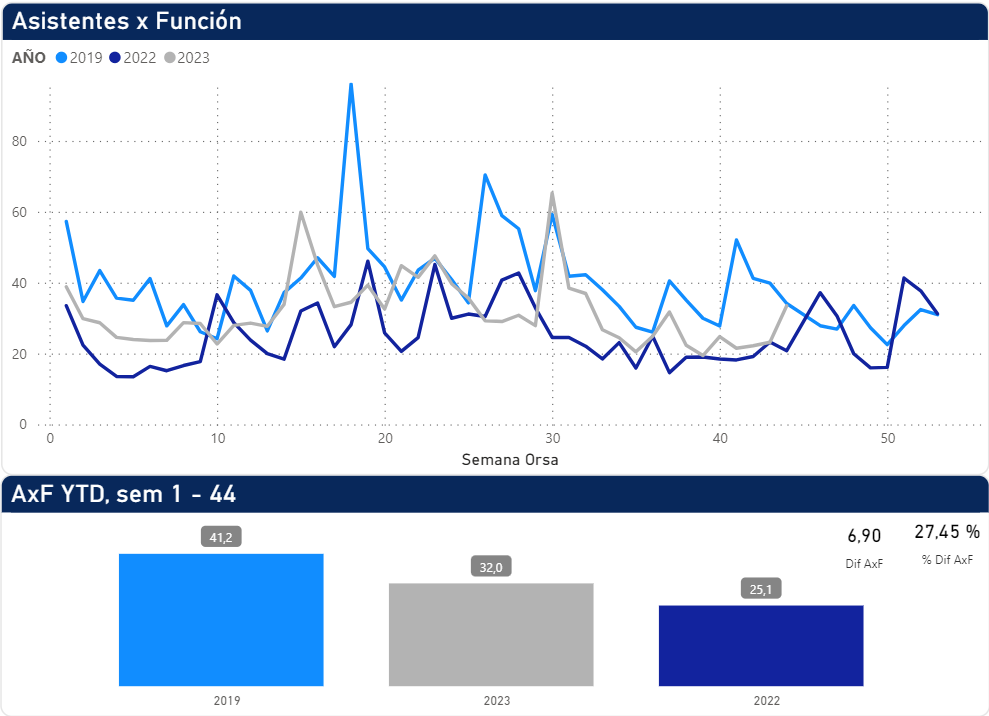 Asistentes x Función
AÑO 2019 2022 2023
80
60
40
20
0
0 10 20 30 40 50
Semana Orsa
AxF YTD, sem 1 - 44
41,2
32,0
25,1
6,90
Dif AxF
27,45 %
% Dif AxF
2019 2023 2022